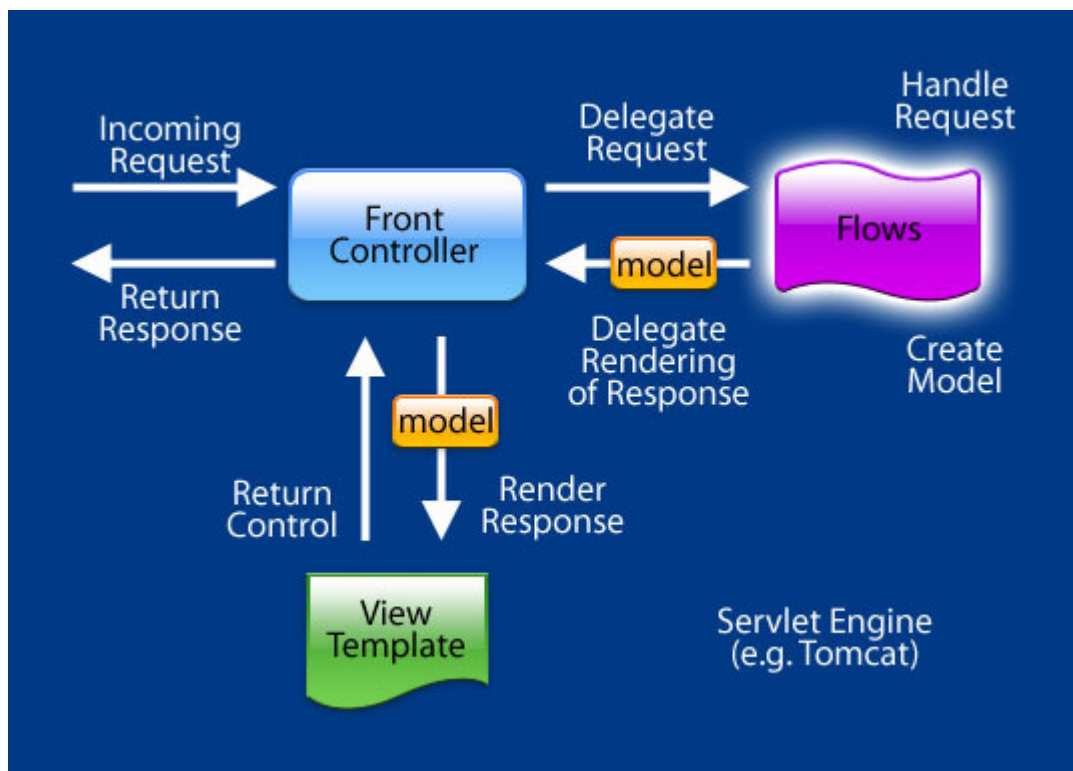 Incoming
Request
Return
Response
Front
Controller
Delegate
Request
model
Delegate
Rendering
of Response
Handle
Request
Flows
Create
Model
Return
Control
model
Render
Response
View
Template
Servlet Engine
(e.g. Tomcat)